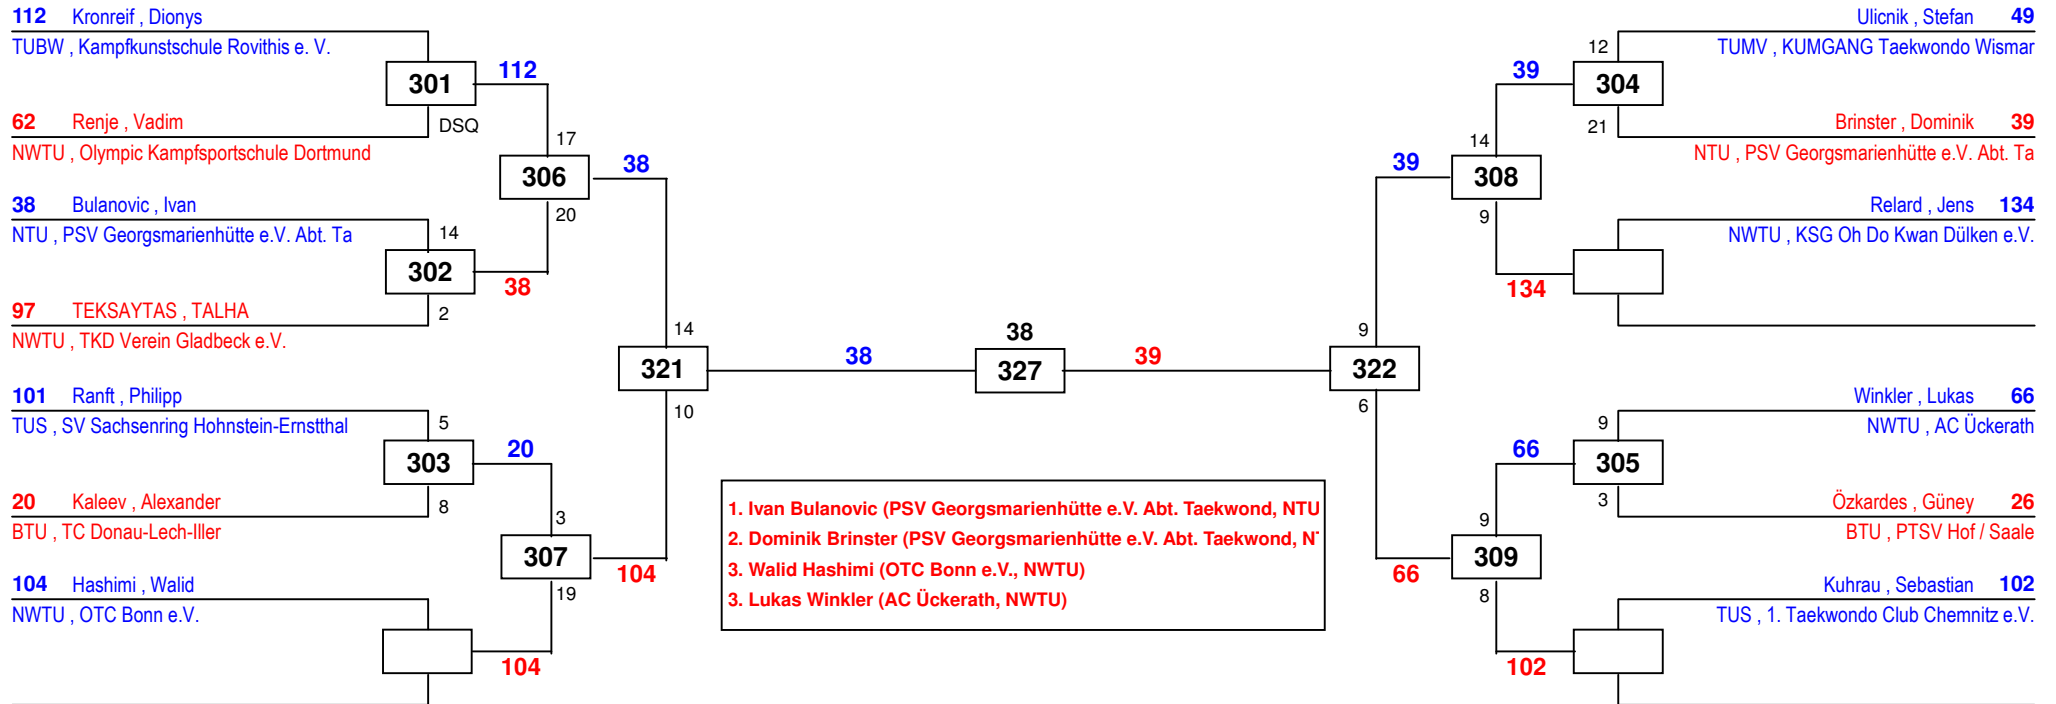 112 Kronreif , Dionys
TUBW , Kampfkunstschule Rovithis e. V.
301
112
62 Renje , Vadim
DSQ
NWTU , Olympic Kampfsportschule Dortmund
17
306
38
20
38 Bulanovic , Ivan
NTU , PSV Georgsmarienhütte e.V. Abt. Ta
14
302
38
2
97 TEKSAYTAS , TALHA
NWTU , TKD Verein Gladbeck e.V.
14
321
38
10
101 Ranft , Philipp
TUS , SV Sachsenring Hohnstein-Ernstthal
5
303
20
8
20 Kaleev , Alexander
BTU , TC Donau-Lech-Iller
3
307
104
19
104 Hashimi , Walid
NWTU , OTC Bonn e.V.
104
38
327
39
1. Ivan Bulanovic (PSV Georgsmarienhütte e.V. Abt. Taekwond, NTU
2. Dominik Brinster (PSV Georgsmarienhütte e.V. Abt. Taekwond, N
3. Walid Hashimi (OTC Bonn e.V., NWTU)
3. Lukas Winkler (AC Ückerath, NWTU)
Ulicnik , Stefan 49
TUMV , KUMGANG Taekwondo Wismar
12
304
39
21
Brinster , Dominik 39
NTU , PSV Georgsmarienhütte e.V. Abt. Ta
14
308
39
9
Relard , Jens 134
NWTU , KSG Oh Do Kwan Dülken e.V.
134
9
322
6
Winkler , Lukas 66
NWTU , AC Ückerath
9
305
66
3
Özkardes , Güney 26
BTU , PTSV Hof / Saale
9
309
66
8
Kuhrau , Sebastian 102
TUS , 1. Taekwondo Club Chemnitz e.V.
102